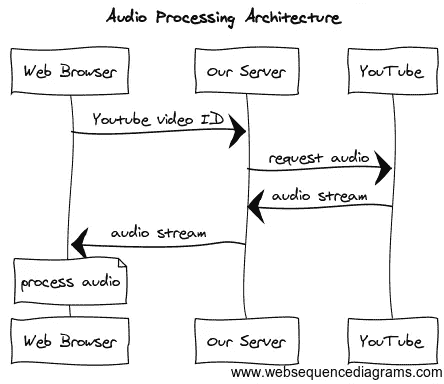 Audio Processing Architecture
Web Browser
Our Server
YouTube
Youtube video ID
request audio
audio stream
audio stream
process audio
Web Browser
Our Server
YouTube
www.websequencediagrams.com